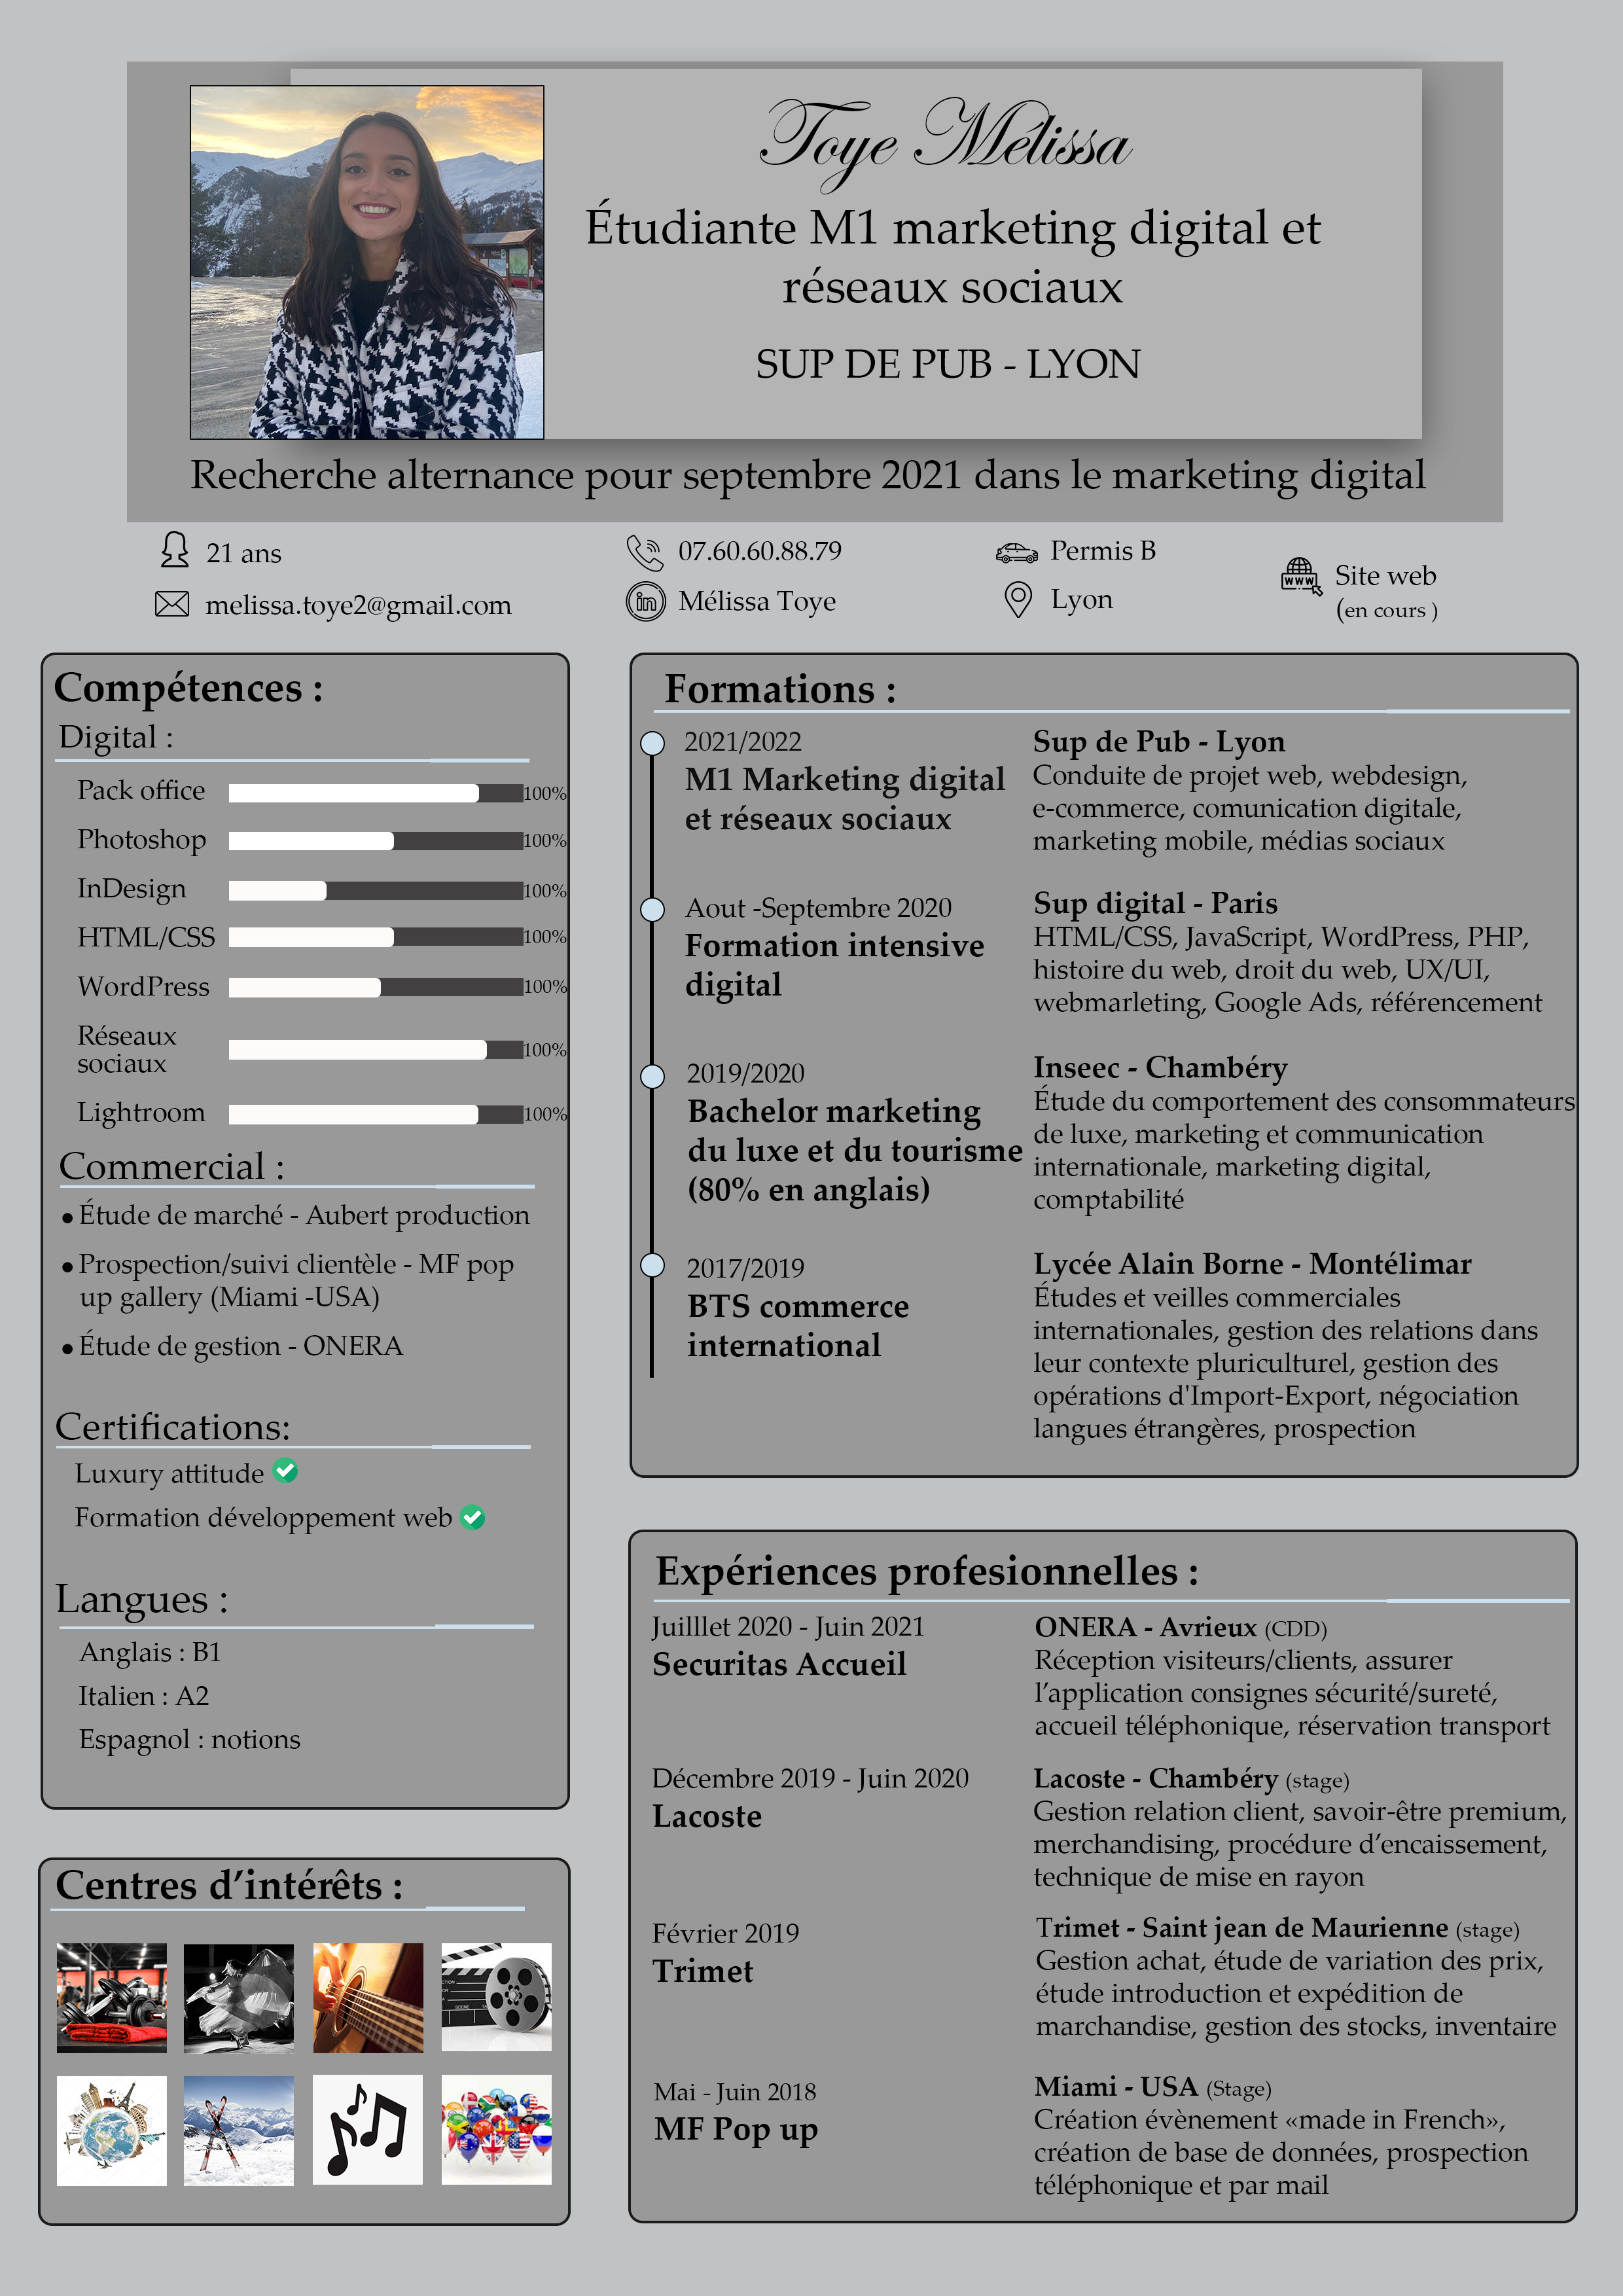 Toye Mélissa
Étudiante M1 marketing digital et
réseaux sociaux
SUP DE PUB - LYON
Recherche alternance pour septembre 2021 dans le marketing digital
21 ans
melissa.toye2@gmail.com
07.60.60.88.79
in Mélissa Toye
Permis B
Lyon
www Site web
(en cours )
Compétences :
Digital :
Pack office 100%
Photoshop 100%
InDesign 100%
HTML/CSS 100%
WordPress 100%
Réseaux
sociaux 100%
Lightroom 100%
Commercial :
• Étude de marché - Aubert production
• Prospection/suivi clientèle - MF pop
up gallery (Miami -USA)
• Étude de gestion - ONERA
Certifications:
Luxury attitude
Formation développement web
Langues :
Anglais : B1
Italien : A2
Espagnol : notions
Centres d’intérêts :
Formations :
2021/2022
M1 Marketing digital
et réseaux sociaux
Sup de Pub - Lyon
Conduite de projet web, webdesign,
e-commerce, comunication digitale,
marketing mobile, médias sociaux
Aout -Septembre 2020
Formation intensive
digital
Sup digital - Paris
HTML/CSS, JavaScript, WordPress, PHP,
histoire du web, droit du web, UX/UI,
webmarleting, Google Ads, référencement
2019/2020
Bachelor marketing
du luxe et du tourisme
(80% en anglais)
Inseec - Chambéry
Étude du comportement des consommateurs
de luxe, marketing et communication
internationale, marketing digital,
comptabilité
2017/2019
BTS commerce
international
Lycée Alain Borne - Montélimar
Études et veilles commerciales
internationales, gestion des relations dans
leur contexte pluriculturel, gestion des
opérations d'Import-Export, négociation
langues étrangères, prospection
Expériences profesionnelles :
Juilllet 2020 - Juin 2021
Securitas Accueil
ONERA - Avrieux (CDD)
Réception visiteurs/clients, assurer
l’application consignes sécurité/sureté,
accueil téléphonique, réservation transport
Décembre 2019 - Juin 2020
Lacoste
Lacoste - Chambéry (stage)
Gestion relation client, savoir-être premium,
merchandising, procédure d’encaissement,
technique de mise en rayon
Février 2019
Trimet
Trimet - Saint jean de Maurienne (stage)
Gestion achat, étude de variation des prix,
étude introduction et expédition de
marchandise, gestion des stocks, inventaire
Mai - Juin 2018
MF Pop up
Miami - USA (Stage)
Création évènement «made in French»,
création de base de données, prospection
téléphonique et par mail